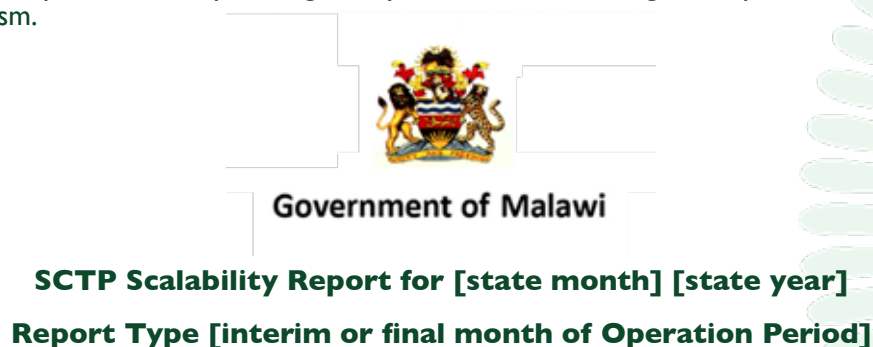 sm.
Government of Malawi
SCTP Scalability Report for [state month] [state year]
Report Type [interim or final month of Operation Period]